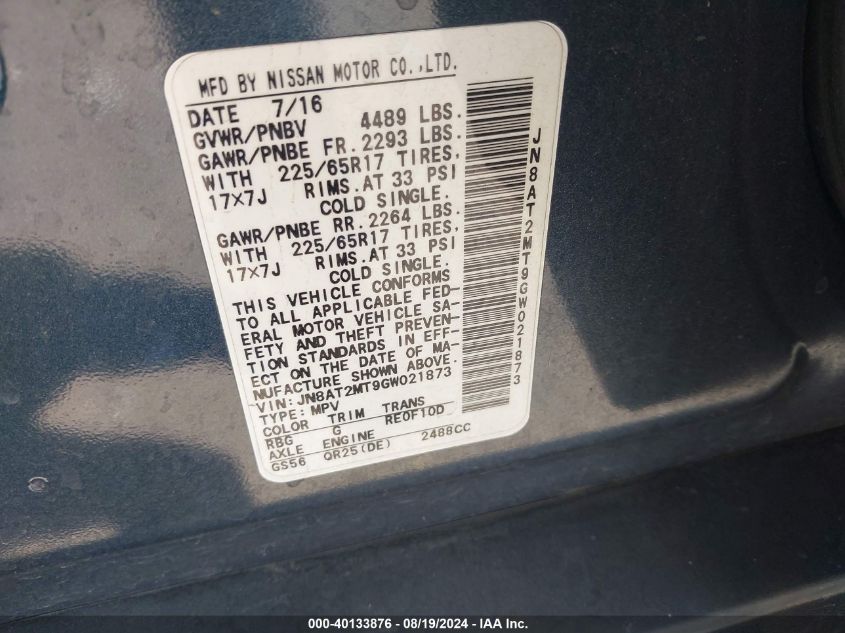 MFD BY NISSAN MOTOR CO.,LTD.
DATE 7/16
GVWR/PNBV 4489 LBS.
GAWR/PNBE FR. 2293 LBS.
WITH 225/65R17 TIRES,
17X7J RIMS.AT 33 PSI
COLD SINGLE.
GAWR/PNBE RR. 2264 LBS.
WITH 225/65R17 TIRES,
17X7J RIMS.AT 33 PSI
COLD SINGLE.
THIS VEHICLE CONFORMS
TO ALL APPLICABLE FED-
ERAL MOTOR VEHICLE SA-
FETY AND THEFT PREVEN-
TION STANDARDS IN EFF-
ECT ON THE DATE OF MA-
NUFACTURE SHOWN ABOVE.
VIN:JN8AT2MT9GW021873
TYPE: MPV
COLOR TRIM TRANS
RBG G RE0F10D
AXLE ENGINE
GS56 QR25(DE) 2488CC
JN8AT2MT9GW021873
000-40133876 - 08/19/2024 - IAA Inc.